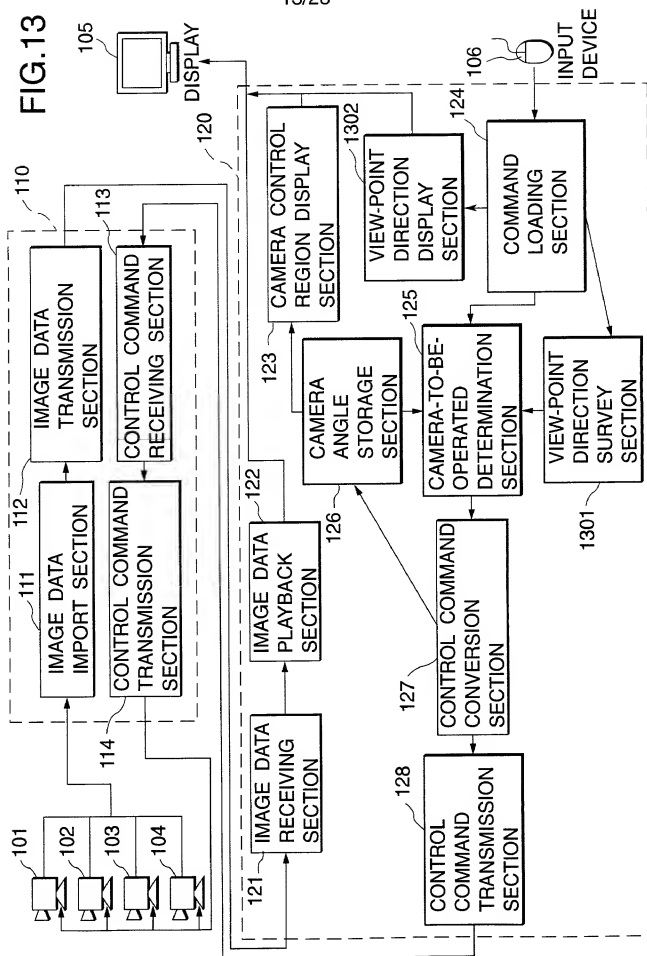 FIG.13
101
102
103
104
110
111
IMAGE DATA
IMPORT SECTION
112
IMAGE DATA
TRANSMISSION
SECTION
113
CONTROL COMMAND
RECEIVING SECTION
114
CONTROL COMMAND
TRANSMISSION
SECTION
105
DISPLAY
120
121
IMAGE DATA
RECEIVING
SECTION
122
IMAGE DATA
PLAYBACK
SECTION
123
CAMERA CONTROL
REGION DISPLAY
SECTION
1302
VIEW-POINT
DIRECTION
DISPLAY
SECTION
106
INPUT
DEVICE
124
COMMAND
LOADING
SECTION
125
CAMERA-TO-BE-
OPERATED
DETERMINATION
SECTION
126
CAMERA
ANGLE
STORAGE
SECTION
1301
VIEW-POINT
DIRECTION
SURVEY
SECTION
127
CONTROL COMMAND
CONVERSION
SECTION
128
CONTROL
COMMAND
TRANSMISSION
SECTION